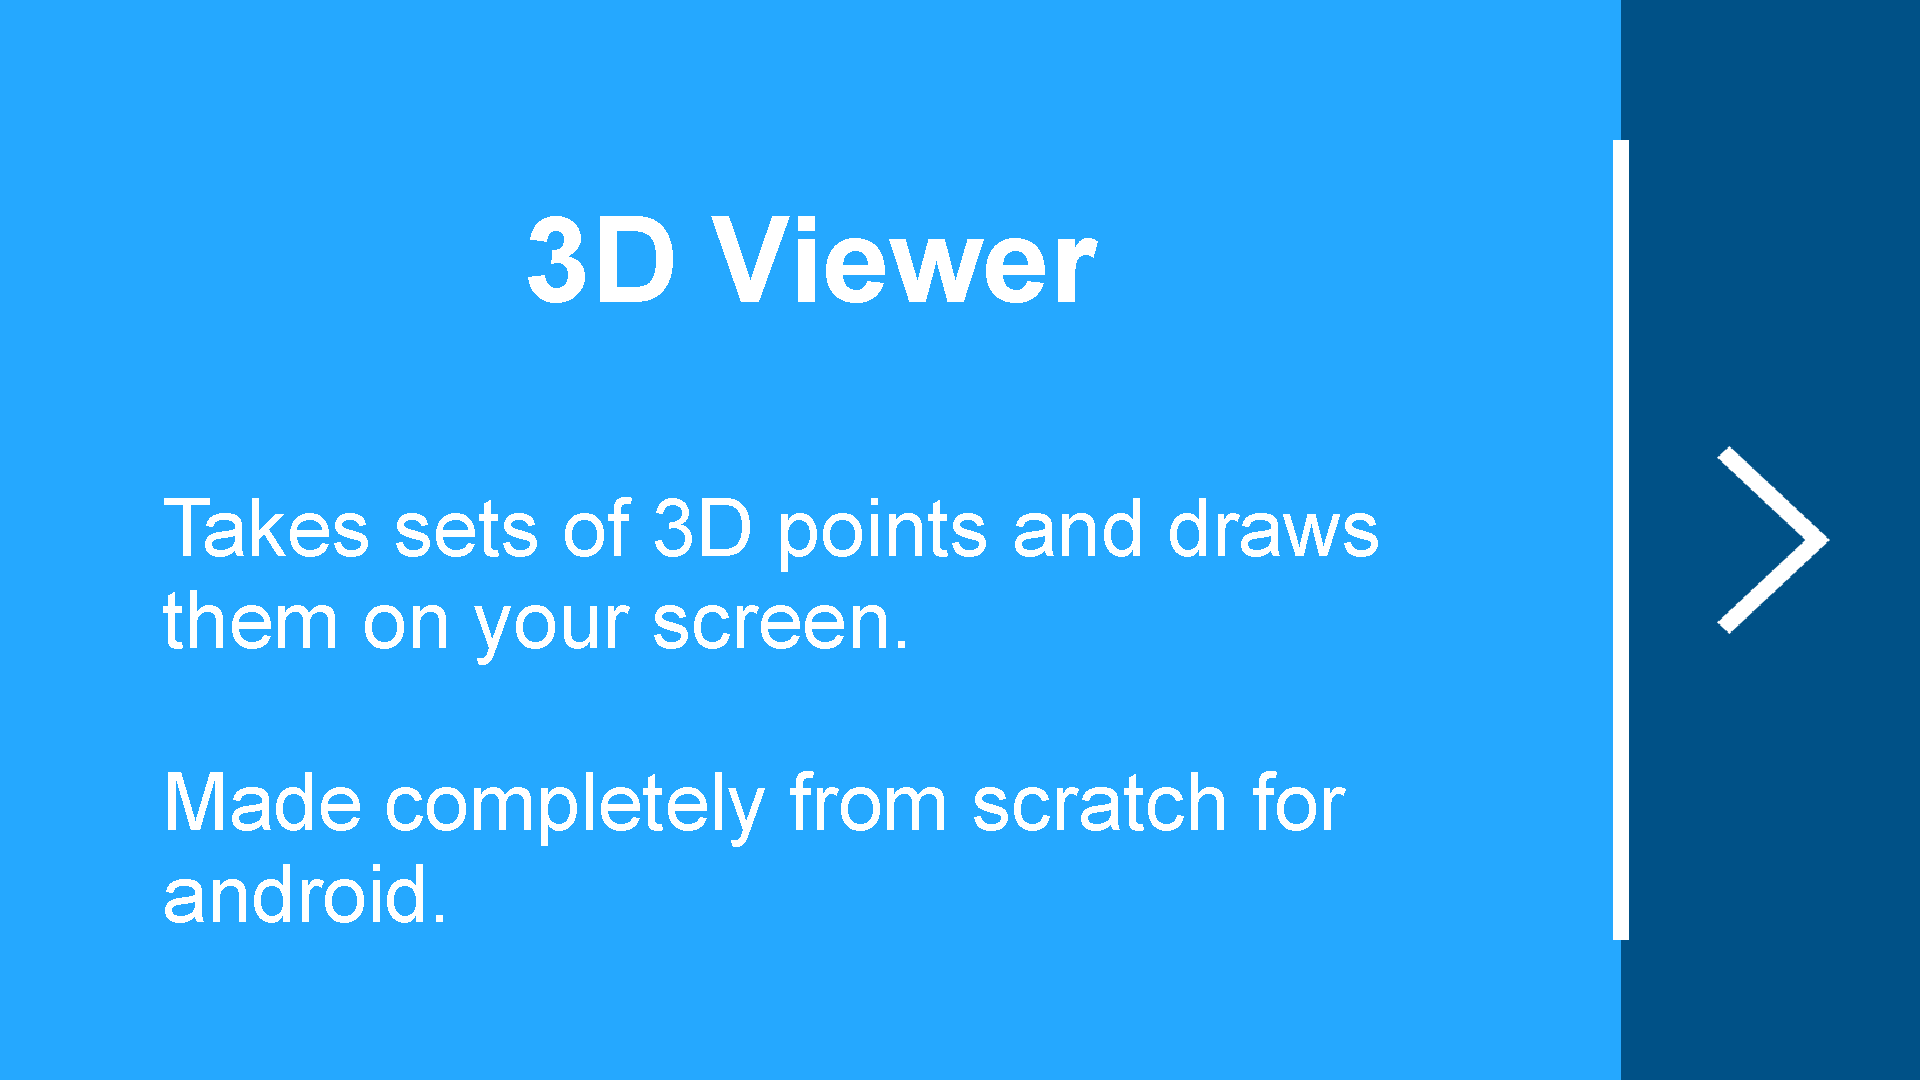 3D Viewer
Takes sets of 3D points and draws
them on your screen.
Made completely from scratch for
android.